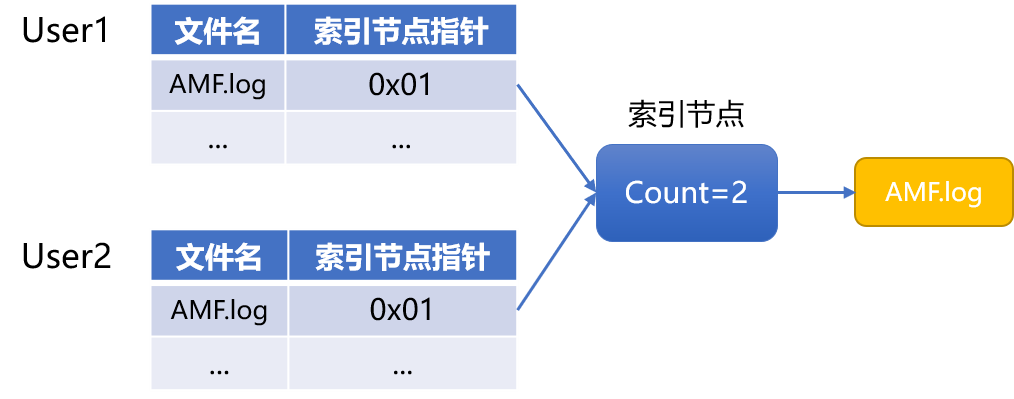 User1
文件名 索引节点指针
AMF.log 0x01
... ...
索引节点
Count=2
AMF.log
User2
文件名 索引节点指针
AMF.log 0x01
... ...